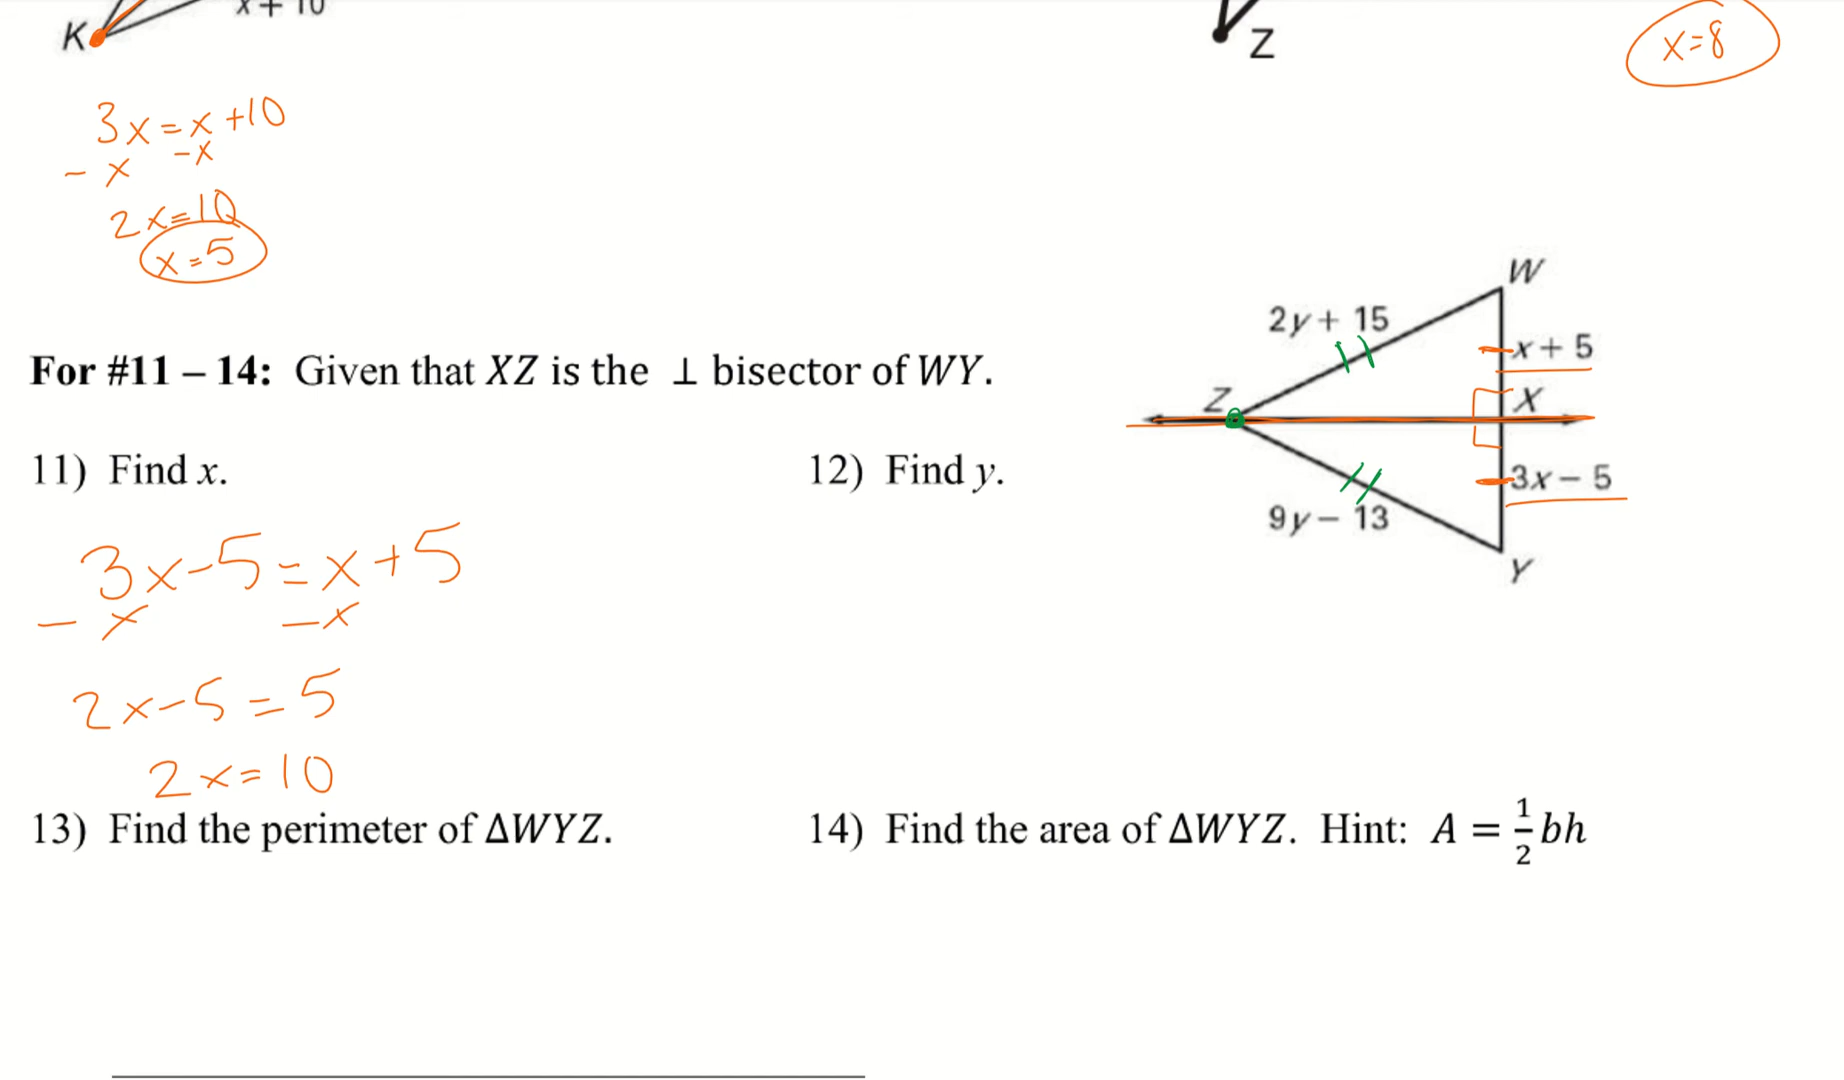 K
x + 10
Z
x=8
3x=x+10
- x -x
2x=10
x=5
W
2y + 15
x + 5
For #11 – 14: Given that XZ is the ⊥ bisector of WY.
Z
X
11) Find x.
12) Find y.
3x – 5
9y – 13
Y
3x-5=x+5
- x -x
2x-5=5
2x=10
13) Find the perimeter of ΔWYZ.
14) Find the area of ΔWYZ. Hint: A = 1/2 bh